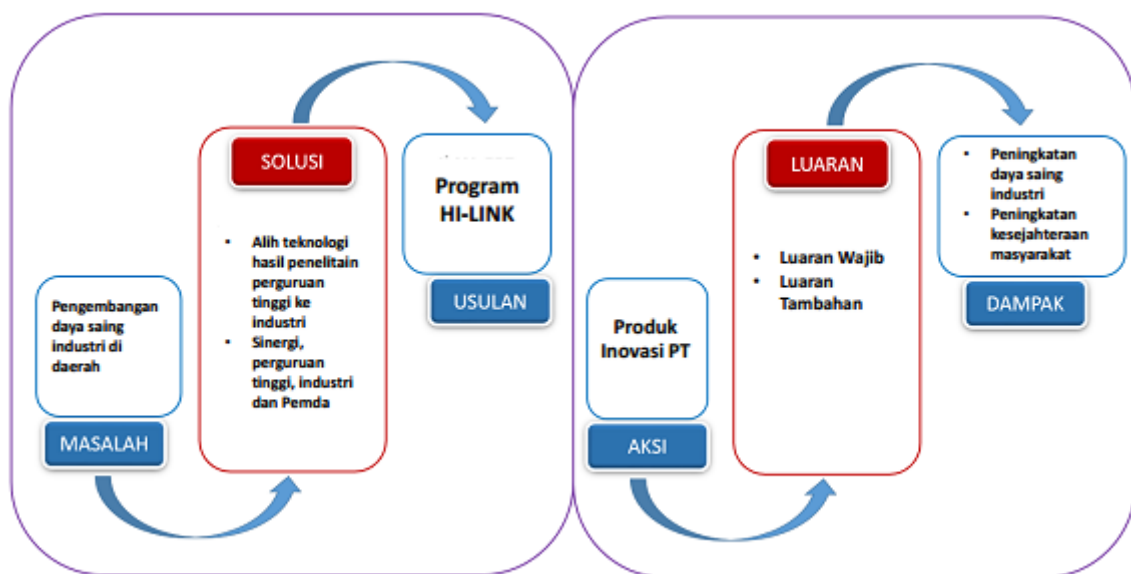 MASALAH
Pengembangan
daya saing
industri di
daerah
SOLUSI
• Alih teknologi
hasil penelitain
perguruan
tinggi ke
industri
• Sinergi,
perguruan
tinggi, industri
dan Pemda
Program
HI-LINK
USULAN
Produk
Inovasi PT
AKSI
LUARAN
• Luaran Wajib
• Luaran
Tambahan
• Peningkatan
daya saing
industri
• Peningkatan
kesejahteraan
masyarakat
DAMPAK